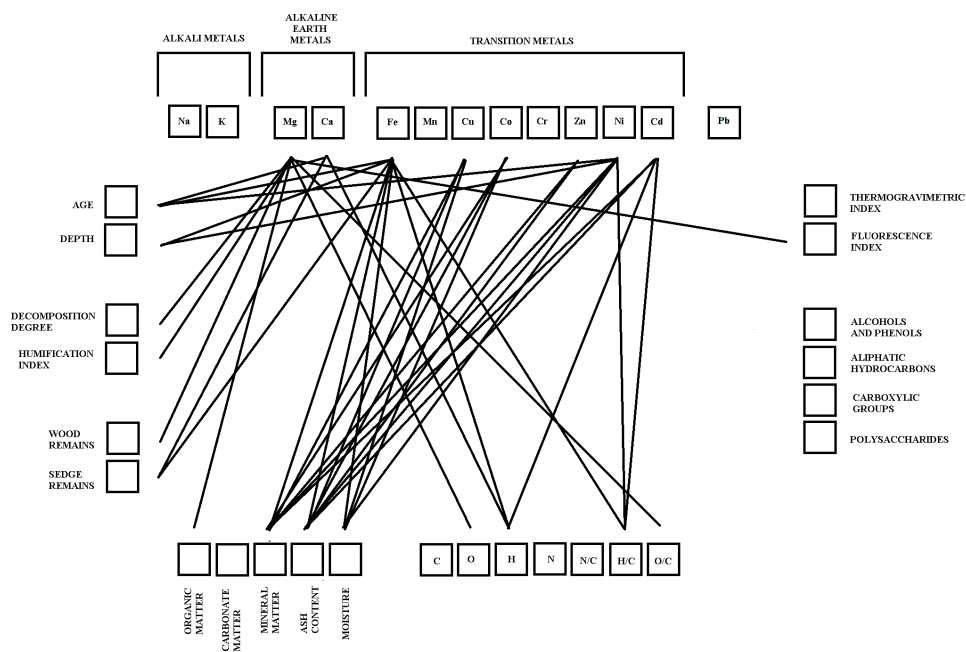 ALKALI METALS
ALKALINE
EARTH
METALS
TRANSITION METALS
Na
K
Mg
Ca
Fe
Mn
Cu
Co
Cr
Zn
Ni
Cd
Pb
AGE
DEPTH
DECOMPOSITION
DEGREE
HUMIFICATION
INDEX
WOOD
REMAINS
SEDGE
REMAINS
THERMOGRAVIMETRIC
INDEX
FLUORESCENCE
INDEX
ALCOHOLS
AND PHENOLS
ALIPHATIC
HYDROCARBONS
CARBOXYLIC
GROUPS
POLYSACCHARIDES
C
O
H
N
N/C
H/C
O/C
ORGANIC
MATTER
CARBONATE
MATTER
MINERAL
MATTER
ASH
CONTENT
MOISTURE